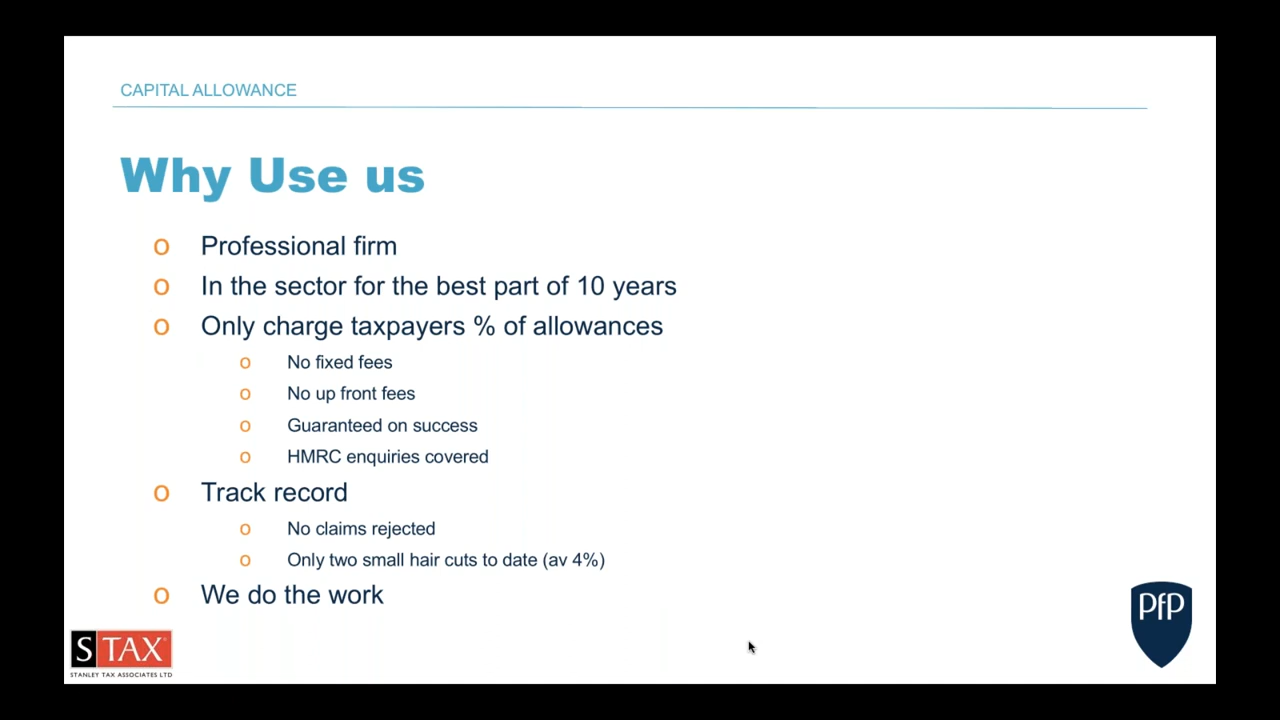 CAPITAL ALLOWANCE
Why Use us
o Professional firm
o In the sector for the best part of 10 years
o Only charge taxpayers % of allowances
o No fixed fees
o No up front fees
o Guaranteed on success
o HMRC enquiries covered
o Track record
o No claims rejected
o Only two small hair cuts to date (av 4%)
o We do the work
S TAX
STANLEY TAX ASSOCIATES LTD
PfP